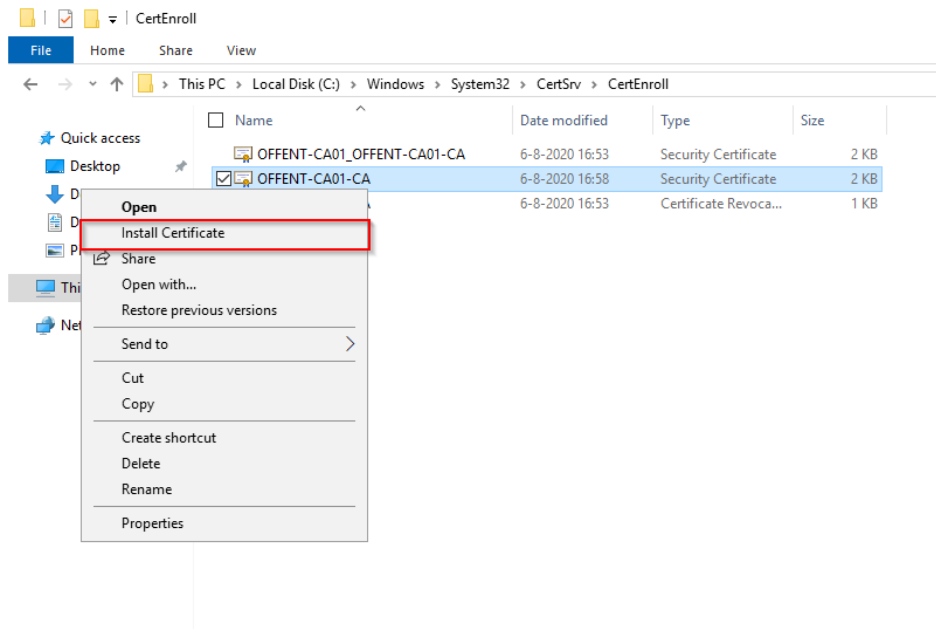 CertEnroll
File Home Share View
This PC Local Disk (C:) Windows System32 CertSrv CertEnroll
Name Date modified Type Size
Quick access
OFFENT-CA01_OFFENT-CA01-CA 6-8-2020 16:53 Security Certificate 2 KB
Desktop
OFFENT-CA01-CA 6-8-2020 16:58 Security Certificate 2 KB
6-8-2020 16:53 Certificate Revoca... 1 KB
Open
Install Certificate
Share
Open with...
Restore previous versions
Send to
Cut
Copy
Create shortcut
Delete
Rename
Properties